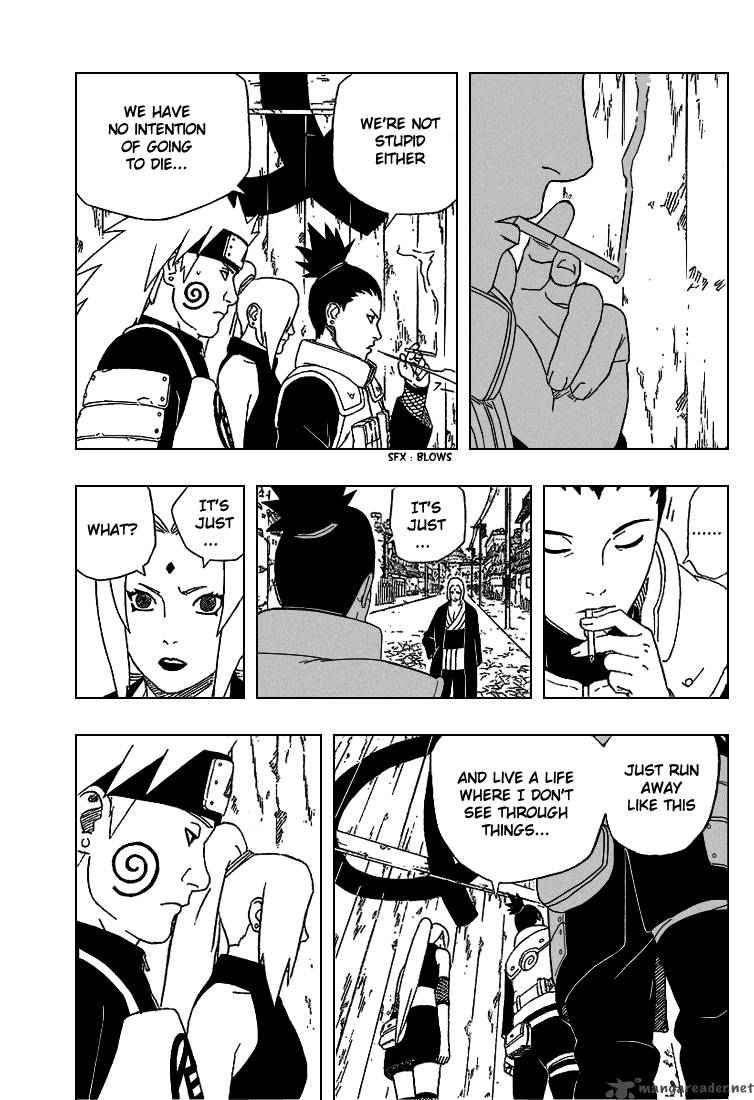 WE'RE NOT
STUPID
EITHER
WE HAVE
NO INTENTION
OF GOING
TO DIE...
SFX : BLOWS
.......
IT'S
JUST
...
IT'S
JUST
...
WHAT?
JUST RUN
AWAY
LIKE THIS
AND LIVE A LIFE
WHERE I DON'T
SEE THROUGH
THINGS...
mangareader.net